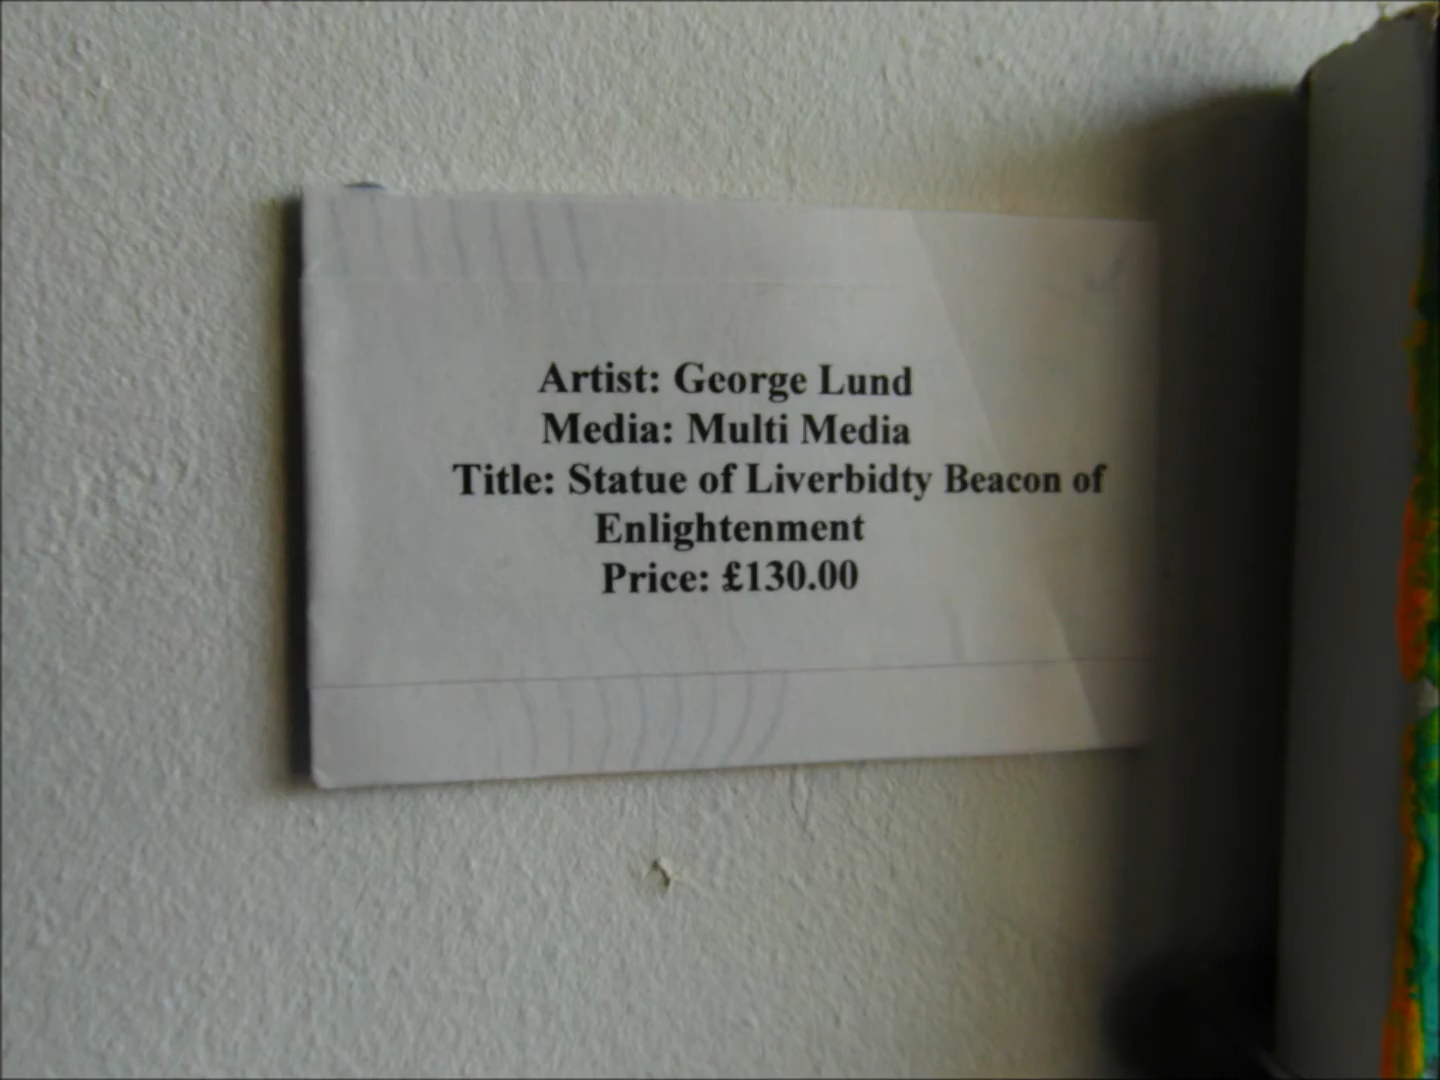 Artist: George Lund
Media: Multi Media
Title: Statue of Liverbidty Beacon of
Enlightenment
Price: £130.00